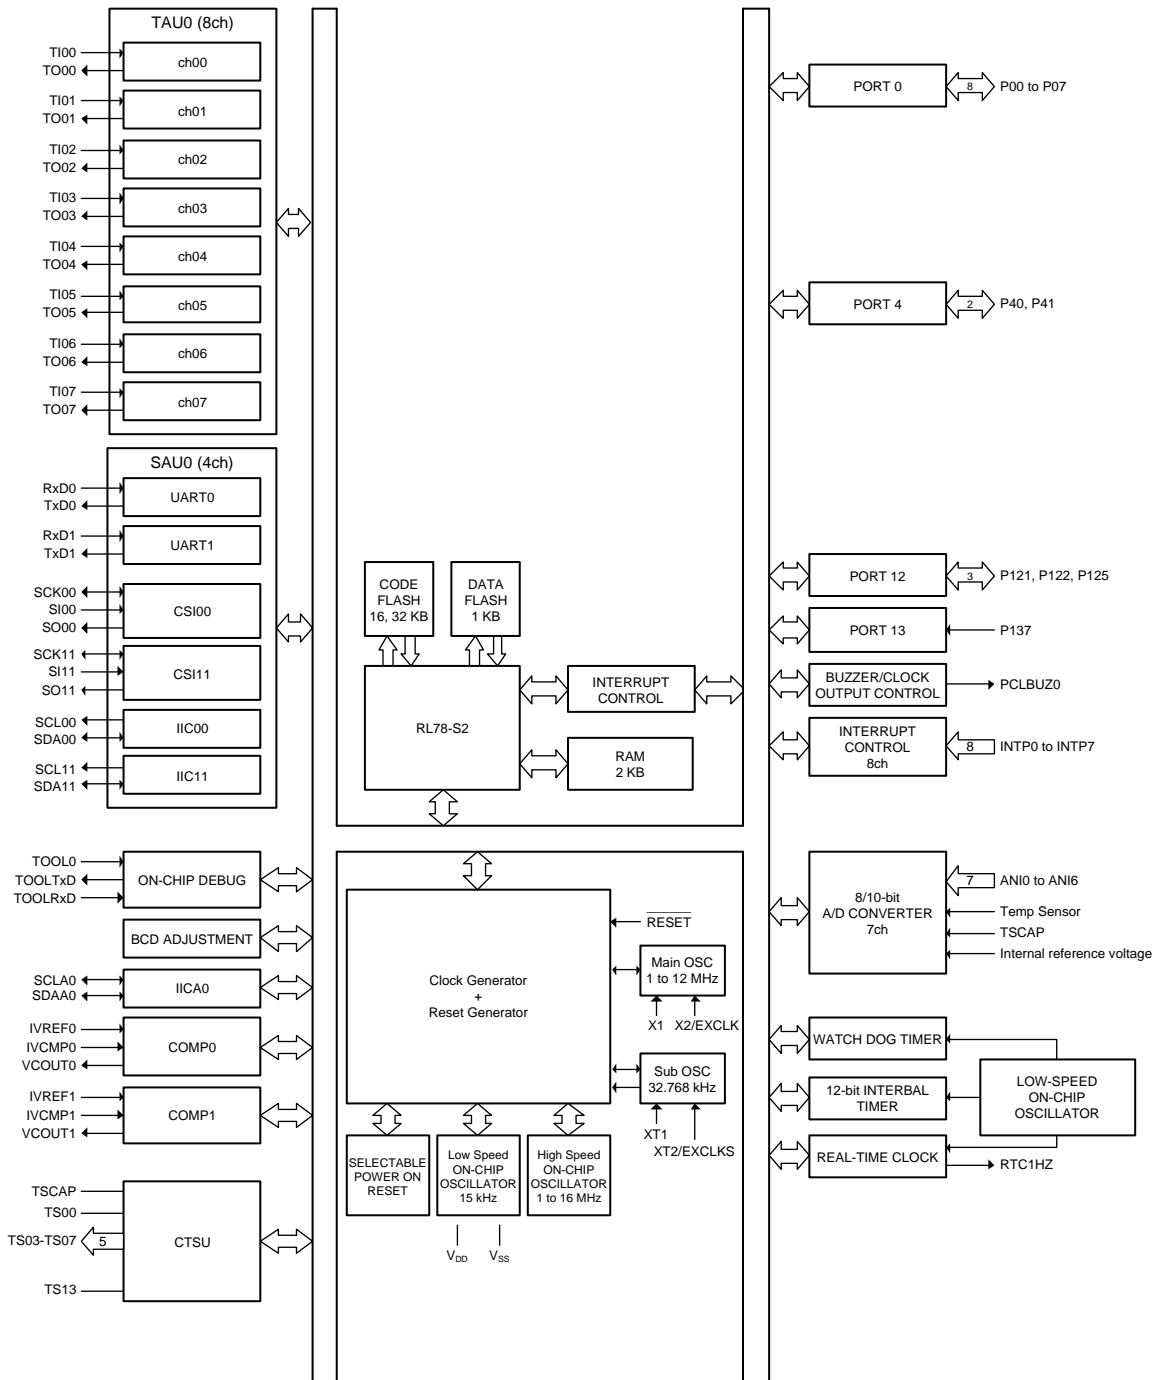 TAU0 (8ch)
TI00
TO00
ch00
TI01
TO01
ch01
TI02
TO02
ch02
TI03
TO03
ch03
TI04
TO04
ch04
TI05
TO05
ch05
TI06
TO06
ch06
TI07
TO07
ch07
SAU0 (4ch)
RxD0
TxD0
UART0
RxD1
TxD1
UART1
SCK00
SI00
SO00
CSI00
SCK11
SI11
SO11
CSI11
SCL00
SDA00
IIC00
SCL11
SDA11
IIC11
TOOL0
TOOLTxD
TOOLRxD
ON-CHIP DEBUG
BCD ADJUSTMENT
SCLA0
SDAA0
IICA0
IVREF0
IVCMP0
VCOUT0
COMP0
IVREF1
IVCMP1
VCOUT1
COMP1
TSCAP
TS00
TS03-TS07
5
TS13
CTSU
CODE
FLASH
16, 32 KB
DATA
FLASH
1 KB
RL78-S2
INTERRUPT
CONTROL
RAM
2 KB
Clock Generator
+
Reset Generator
RESET
Main OSC
1 to 12 MHz
X1
X2/EXCLK
Sub OSC
32.768 kHz
XT1
XT2/EXCLKS
SELECTABLE
POWER ON
RESET
Low Speed
ON-CHIP
OSCILLATOR
15 kHz
High Speed
ON-CHIP
OSCILLATOR
1 to 16 MHz
VDD
VSS
PORT 0
8
P00 to P07
PORT 4
2
P40, P41
PORT 12
3
P121, P122, P125
PORT 13
P137
BUZZER/CLOCK
OUTPUT CONTROL
PCLBUZ0
INTERRUPT
CONTROL
8ch
8
INTP0 to INTP7
8/10-bit
A/D CONVERTER
7ch
7
ANI0 to ANI6
Temp Sensor
TSCAP
Internal reference voltage
WATCH DOG TIMER
12-bit INTERBAL
TIMER
REAL-TIME CLOCK
LOW-SPEED
ON-CHIP
OSCILLATOR
RTC1HZ